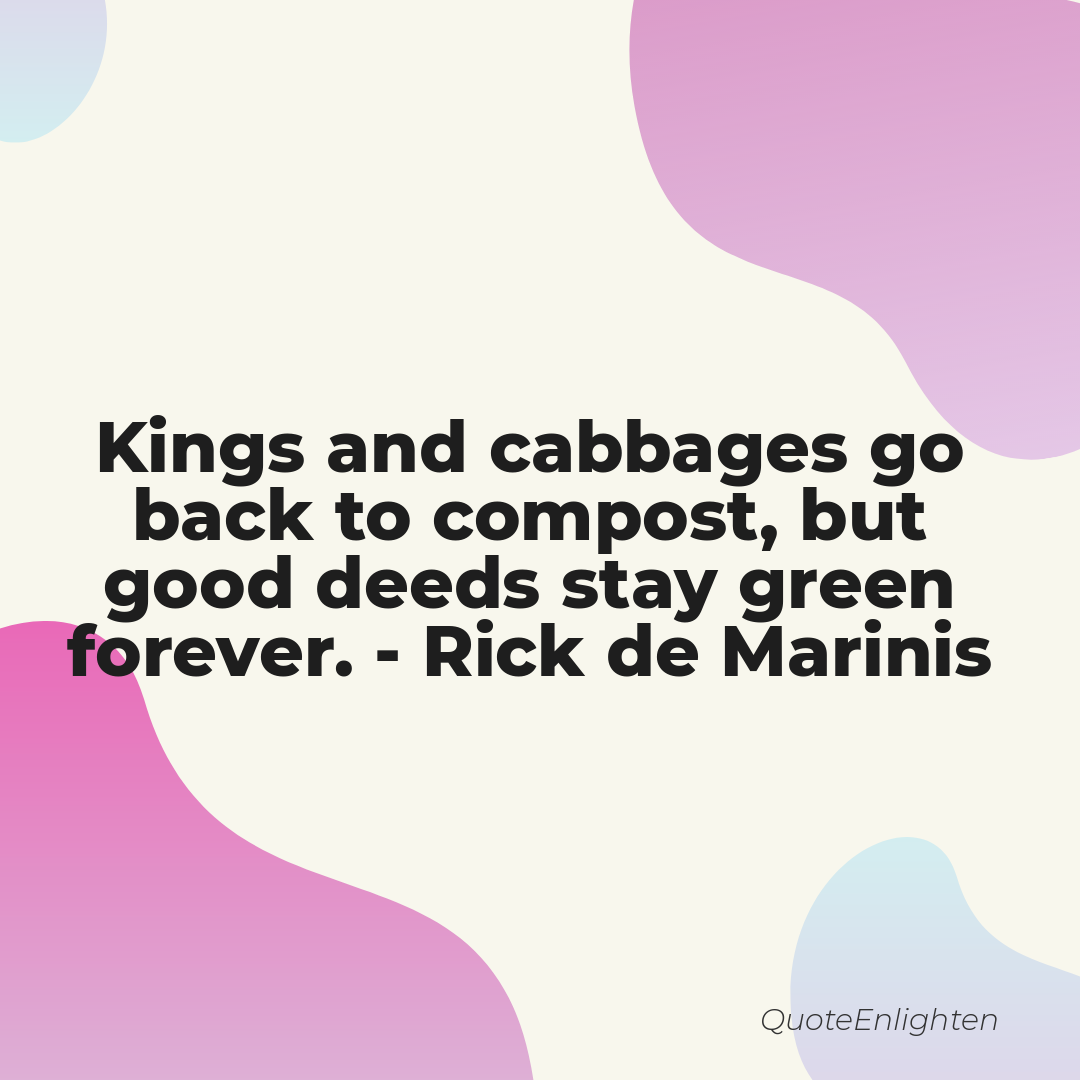 Kings and cabbages go
back to compost, but
good deeds stay green
forever. - Rick de Marinis
QuoteEnlighten